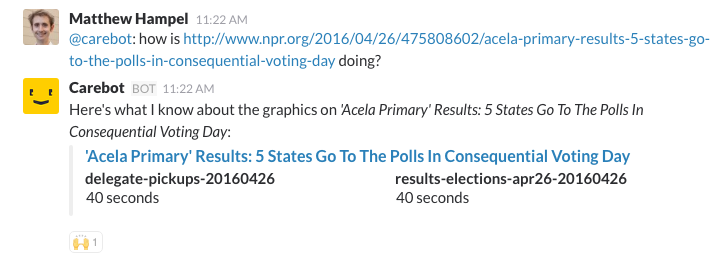 Matthew Hampel 11:22 AM
@carebot: how is http://www.npr.org/2016/04/26/475808602/acela-primary-results-5-states-go-
to-the-polls-in-consequential-voting-day doing?
Carebot BOT 11:22 AM
Here's what I know about the graphics on 'Acela Primary' Results: 5 States Go To The Polls In
Consequential Voting Day:
'Acela Primary' Results: 5 States Go To The Polls In Consequential Voting Day
delegate-pickups-20160426 results-elections-apr26-20160426
40 seconds 40 seconds
1